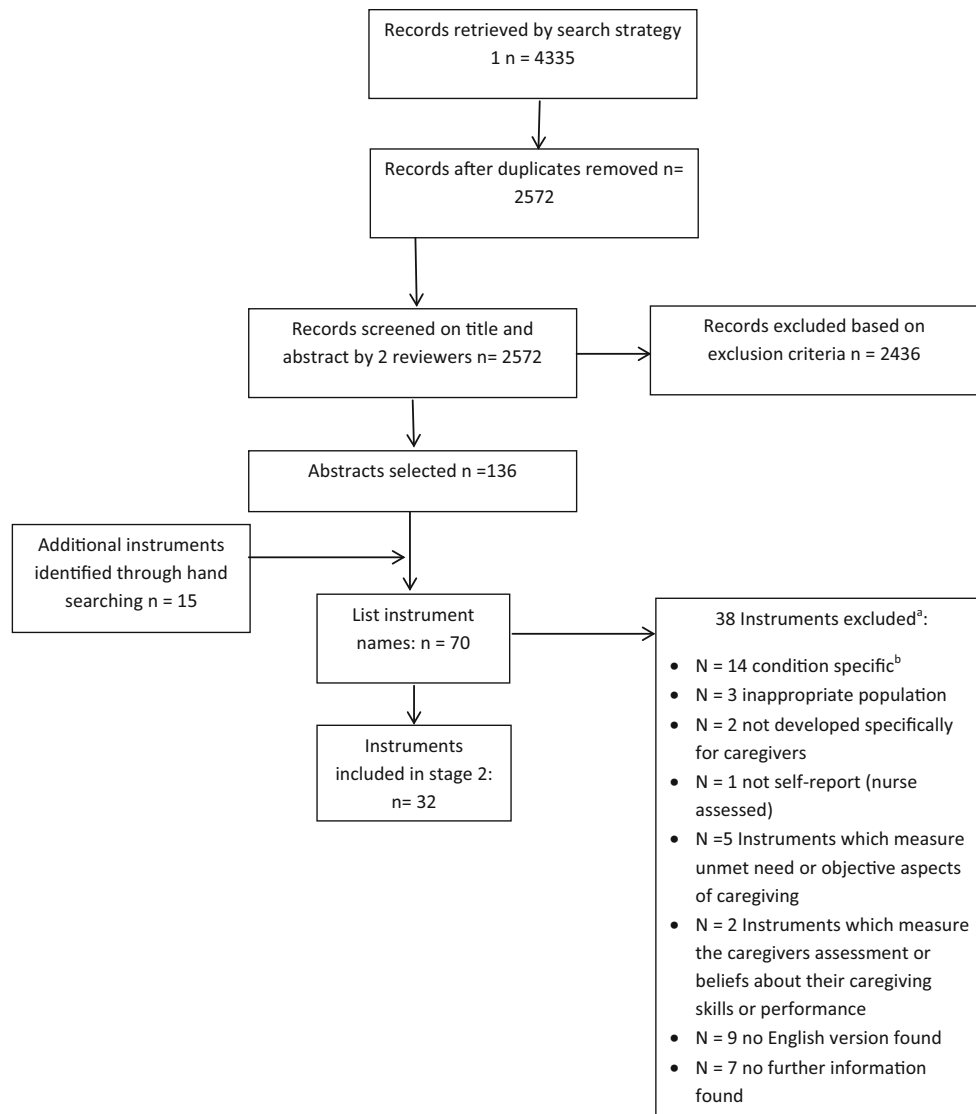 Records retrieved by search strategy
1 n = 4335
Records after duplicates removed n=
2572
Records screened on title and
abstract by 2 reviewers n= 2572
Records excluded based on
exclusion criteria n = 2436
Abstracts selected n =136
Additional instruments
identified through hand
searching n = 15
List instrument
names: n = 70
38 Instruments excludedᵃ:
• N = 14 condition specificᵇ
• N = 3 inappropriate population
• N = 2 not developed specifically
for caregivers
• N = 1 not self-report (nurse
assessed)
• N =5 Instruments which measure
unmet need or objective aspects
of caregiving
• N = 2 Instruments which measure
the caregivers assessment or
beliefs about their caregiving
skills or performance
• N = 9 no English version found
• N = 7 no further information
found
Instruments
included in stage 2:
n= 32